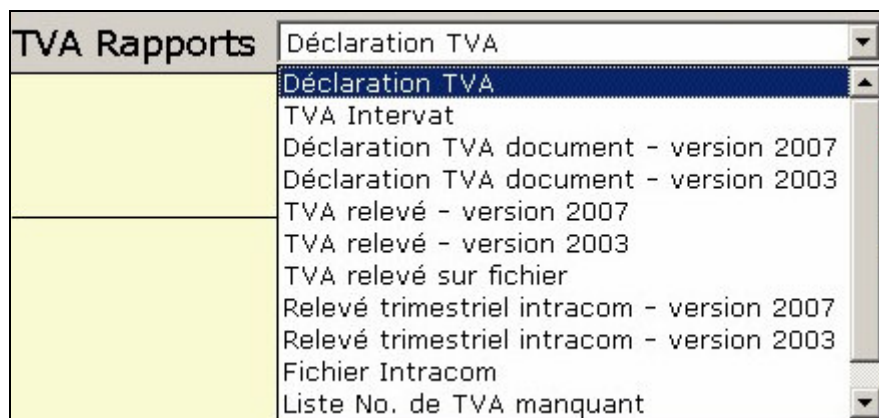 TVA Rapports Déclaration TVA
Déclaration TVA
TVA Intervat
Déclaration TVA document - version 2007
Déclaration TVA document - version 2003
TVA relevé - version 2007
TVA relevé - version 2003
TVA relevé sur fichier
Relevé trimestriel intracom - version 2007
Relevé trimestriel intracom - version 2003
Fichier Intracom
Liste No. de TVA manquant